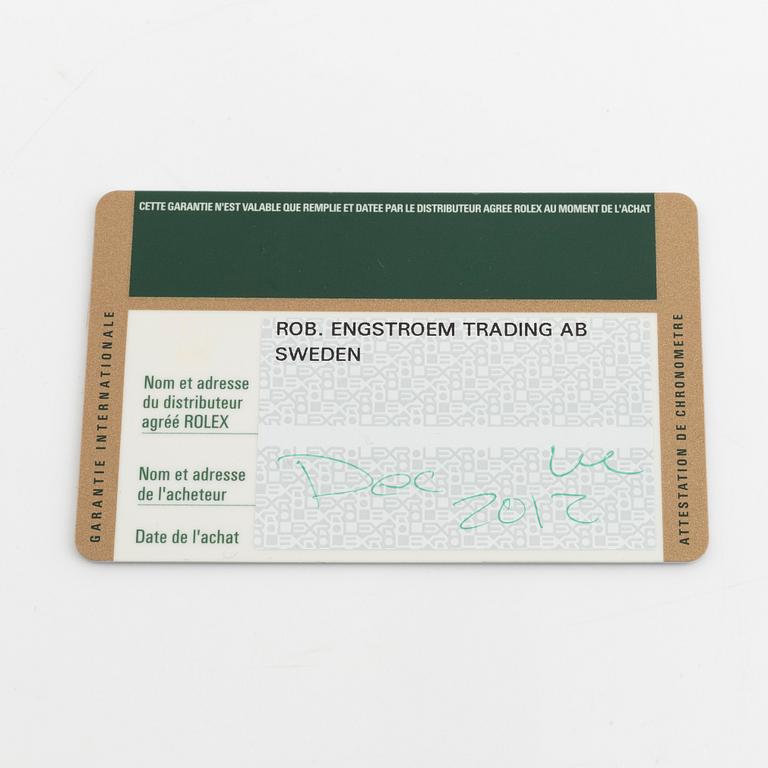 CETTE GARANTIE N'EST VALABLE QUE REMPLIE ET DATEE PAR LE DISTRIBUTEUR AGREE ROLEX AU MOMENT DE L'ACHAT
GARANTIE INTERNATIONALE
ROB. ENGSTROEM TRADING AB
SWEDEN
Nom et adresse
du distributeur
agréé ROLEX
Nom et adresse
de l'acheteur
Dec
2012
Date de l'achat
ATTESTATION DE CHRONOMETRE